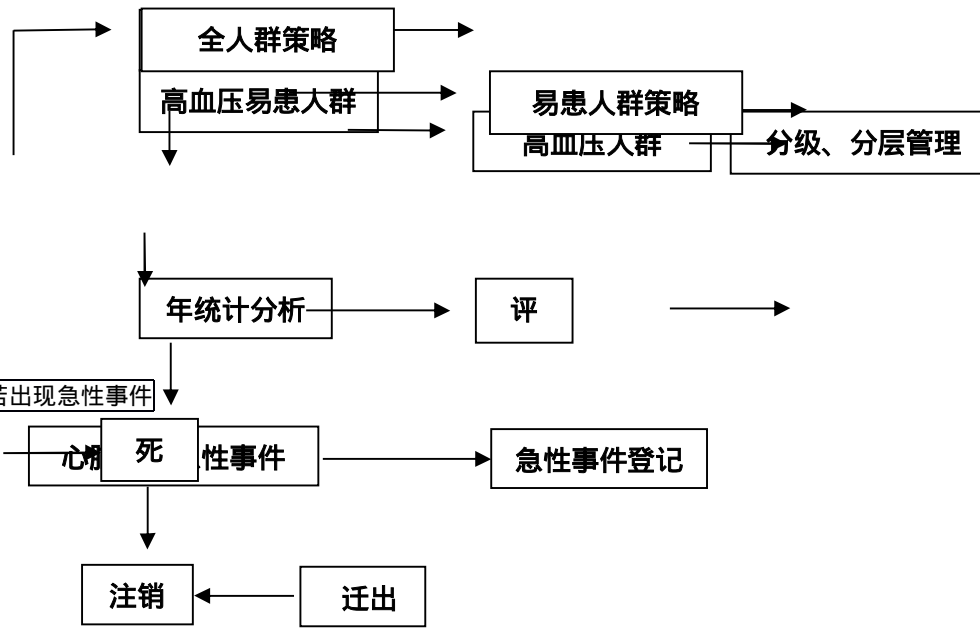 全人群策略
高血压易患人群
易患人群策略
高血压人群
分级、分层管理
年统计分析
评
出现急性事件
死
心 性事件
急性事件登记
注销
迁出